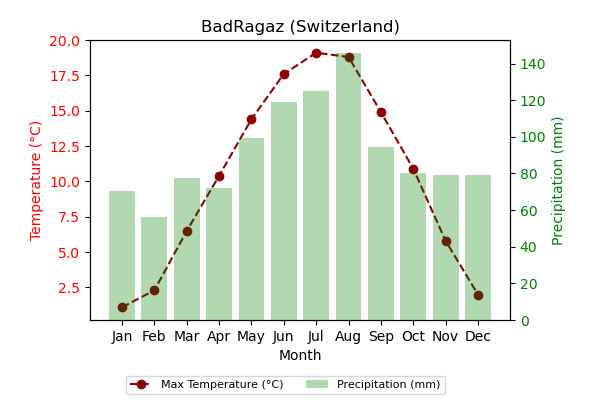 BadRagaz (Switzerland)
20.0
17.5
15.0
12.5
10.0
7.5
5.0
2.5
Temperature (°C)
140
120
100
80
60
40
20
0
Precipitation (mm)
Jan Feb Mar Apr May Jun Jul Aug Sep Oct Nov Dec
Month
Max Temperature (°C) Precipitation (mm)